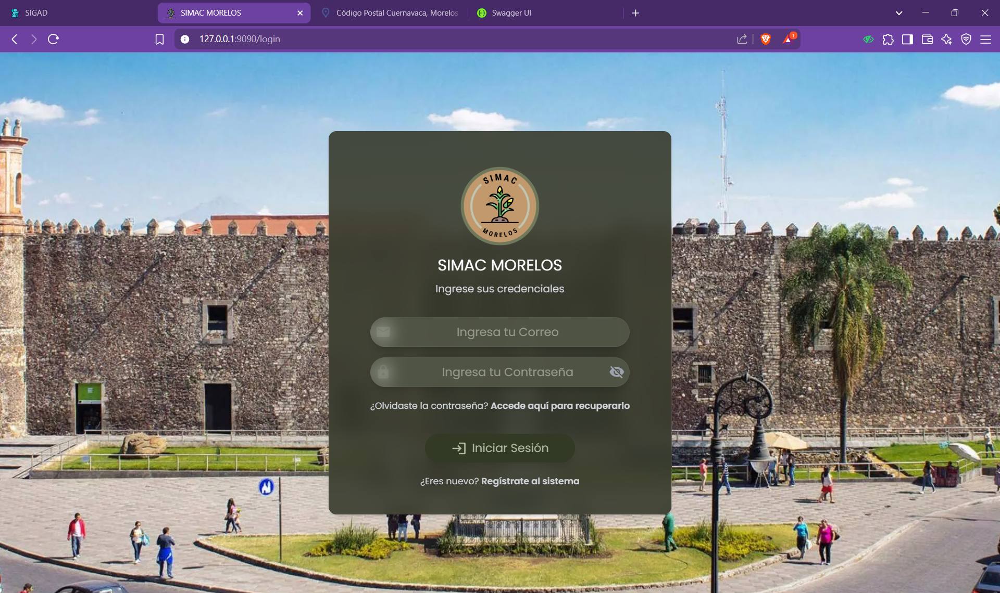 SIGAD
SIMAC MORELOS
Código Postal Cuernavaca, Morelos
Swagger UI
127.0.0.1:9090/login
1
SIMAC
MORELOS
SIMAC MORELOS
Ingrese sus credenciales
Ingresa tu Correo
Ingresa tu Contraseña
¿Olvidaste la contraseña? Accede aquí para recuperarlo
Iniciar Sesión
¿Eres nuevo? Regístrate al sistema